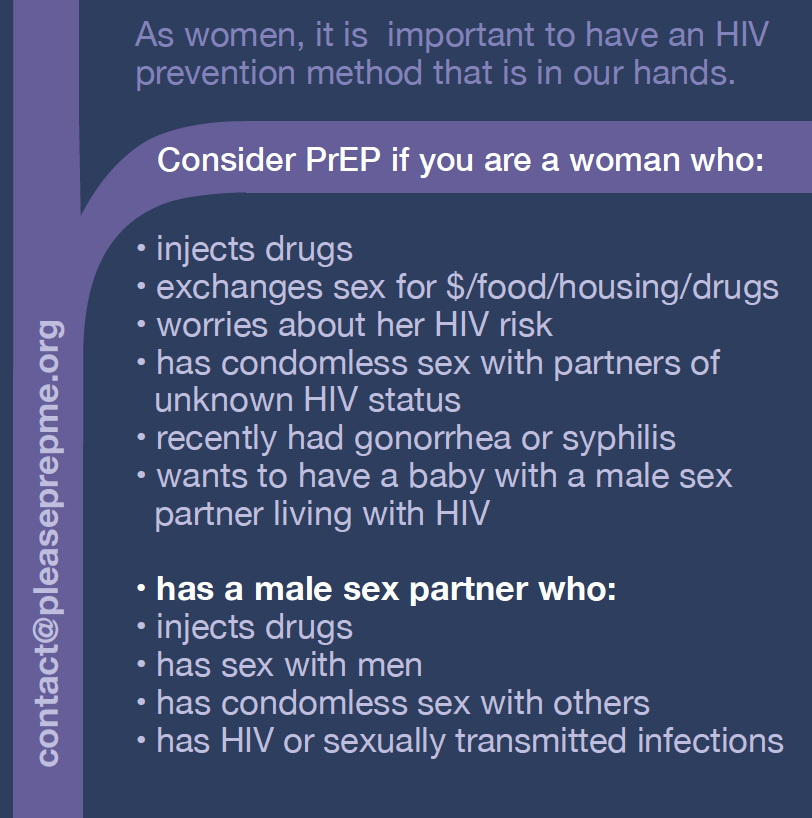 As women, it is  important to have an HIV
prevention method that is in our hands.
Consider PrEP if you are a woman who:
• injects drugs
• exchanges sex for $/food/housing/drugs
• worries about her HIV risk
• has condomless sex with partners of
unknown HIV status
• recently had gonorrhea or syphilis
• wants to have a baby with a male sex
partner living with HIV
• has a male sex partner who:
• injects drugs
• has sex with men
• has condomless sex with others
• has HIV or sexually transmitted infections
contact@pleaseprepme.org